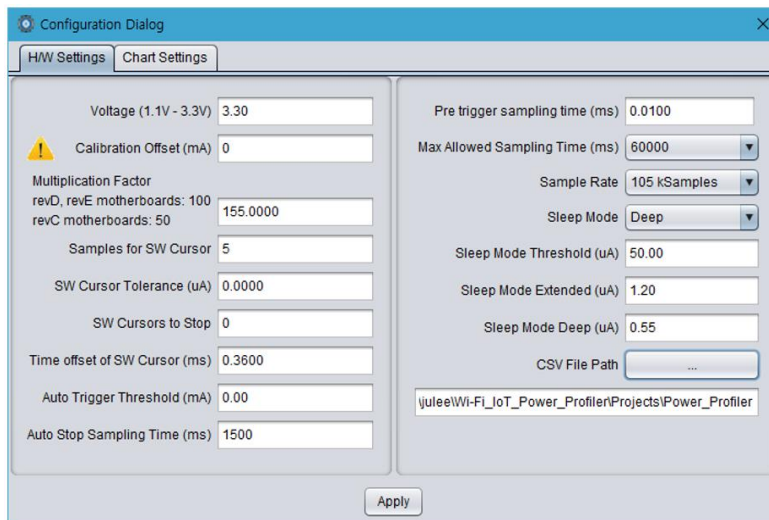 Configuration Dialog
H/W Settings
Chart Settings
Voltage (1.1V - 3.3V) 3.30
Calibration Offset (mA) 0
Multiplication Factor
revD, revE motherboards: 100
revC motherboards: 50
155.0000
Samples for SW Cursor 5
SW Cursor Tolerance (uA) 0.0000
SW Cursors to Stop 0
Time offset of SW Cursor (ms) 0.3600
Auto Trigger Threshold (mA) 0.00
Auto Stop Sampling Time (ms) 1500
Pre trigger sampling time (ms) 0.0100
Max Allowed Sampling Time (ms) 60000
Sample Rate 105 kSamples
Sleep Mode Deep
Sleep Mode Threshold (uA) 50.00
Sleep Mode Extended (uA) 1.20
Sleep Mode Deep (uA) 0.55
CSV File Path ...
\julee\Wi-Fi_IoT_Power_Profiler\Projects\Power_Profiler
Apply